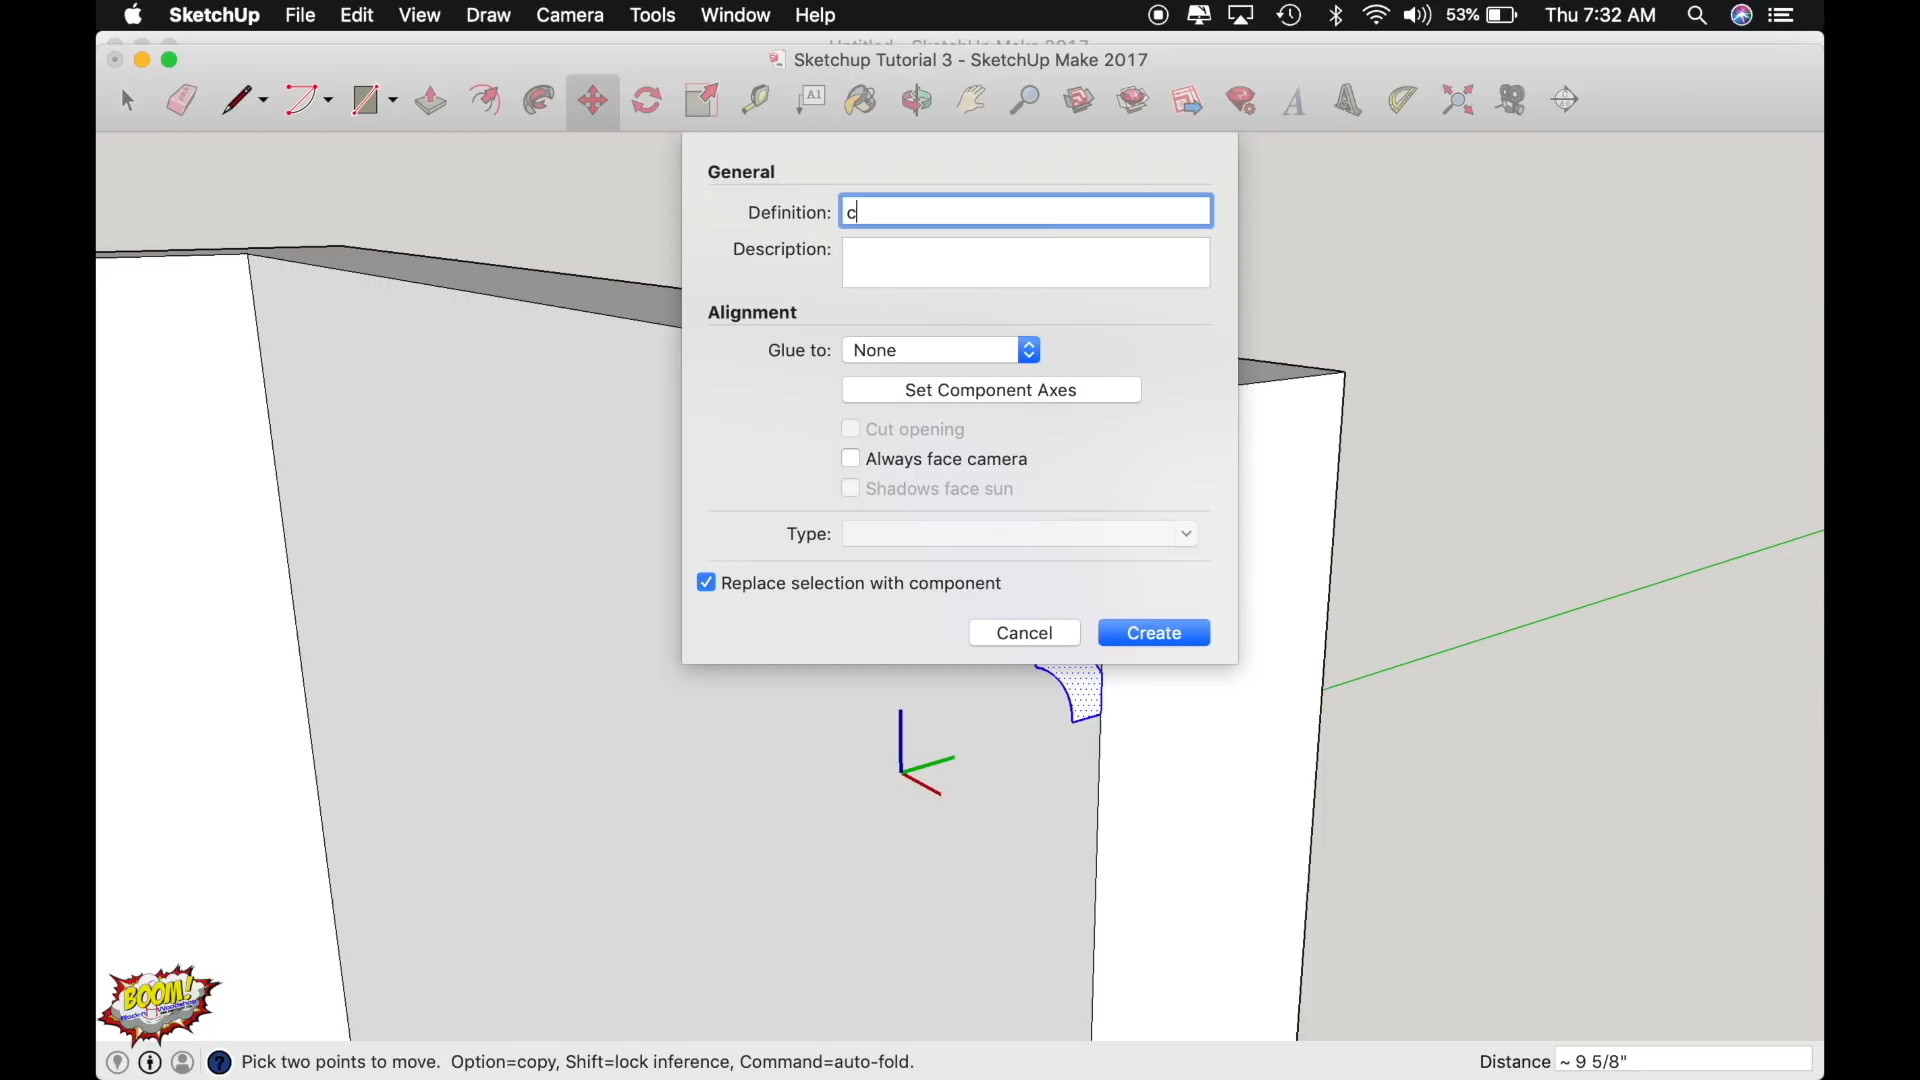 SketchUp File Edit View Draw Camera Tools Window Help 53% Thu 7:32 AM
Sketchup Tutorial 3 - SketchUp Make 2017
A1
General
Definition: c
Description:
Alignment
Glue to: None
Set Component Axes
Cut opening
Always face camera
Shadows face sun
Type:
Replace selection with component
Cancel Create
BOOM!
Pick two points to move. Option=copy, Shift=lock inference, Command=auto-fold. Distance ~ 9 5/8"